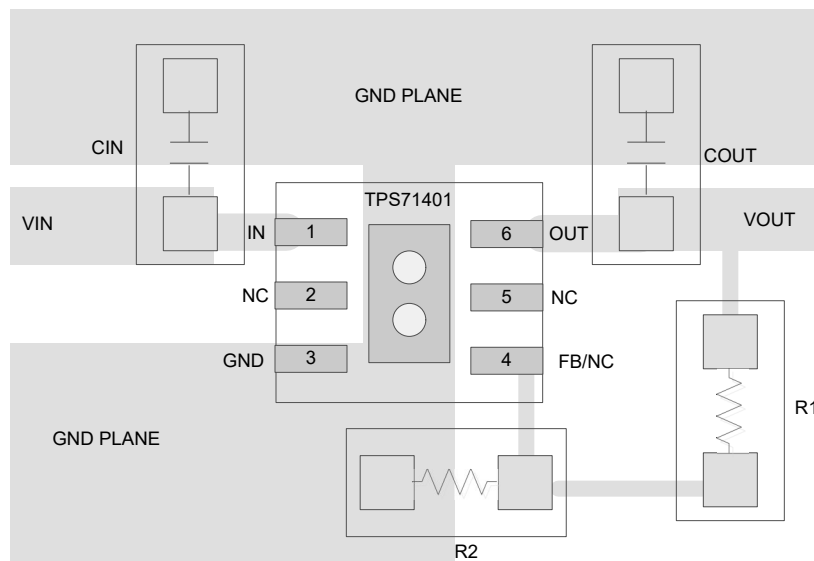 GND PLANE
CIN
COUT
TPS71401
VIN
VOUT
IN 1
6 OUT
NC 2
5 NC
GND 3
4 FB/NC
R1
GND PLANE
R2